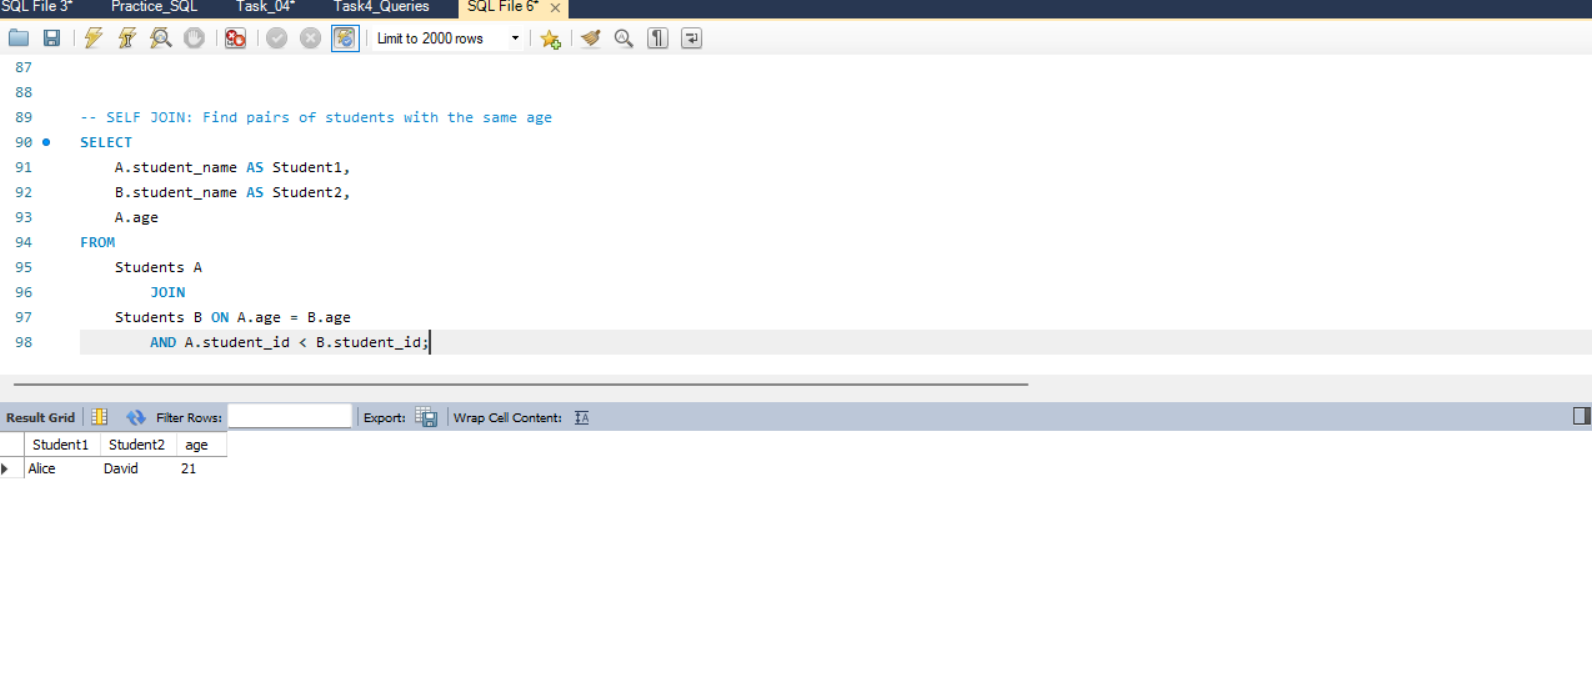 SQL File 3* Practice_SQL Task_04* Task4_Queries SQL File 6* ×
Limit to 2000 rows
87
88
89 -- SELF JOIN: Find pairs of students with the same age
90 SELECT
91 A.student_name AS Student1,
92 B.student_name AS Student2,
93 A.age
94 FROM
95 Students A
96 JOIN
97 Students B ON A.age = B.age
98 AND A.student_id < B.student_id;
Result Grid Filter Rows: Export: Wrap Cell Content:
Student1 Student2 age
Alice David 21